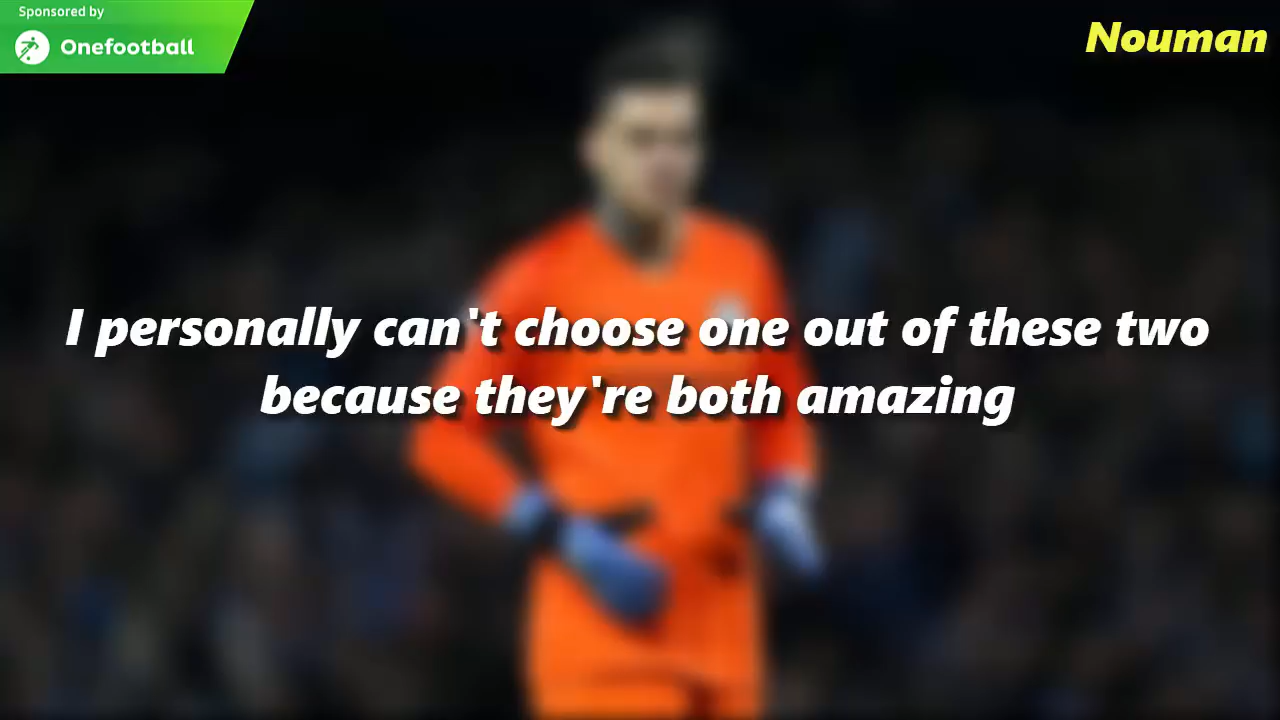 Sponsored by
Onefootball
Nouman
I personally can't choose one out of these two
because they're both amazing